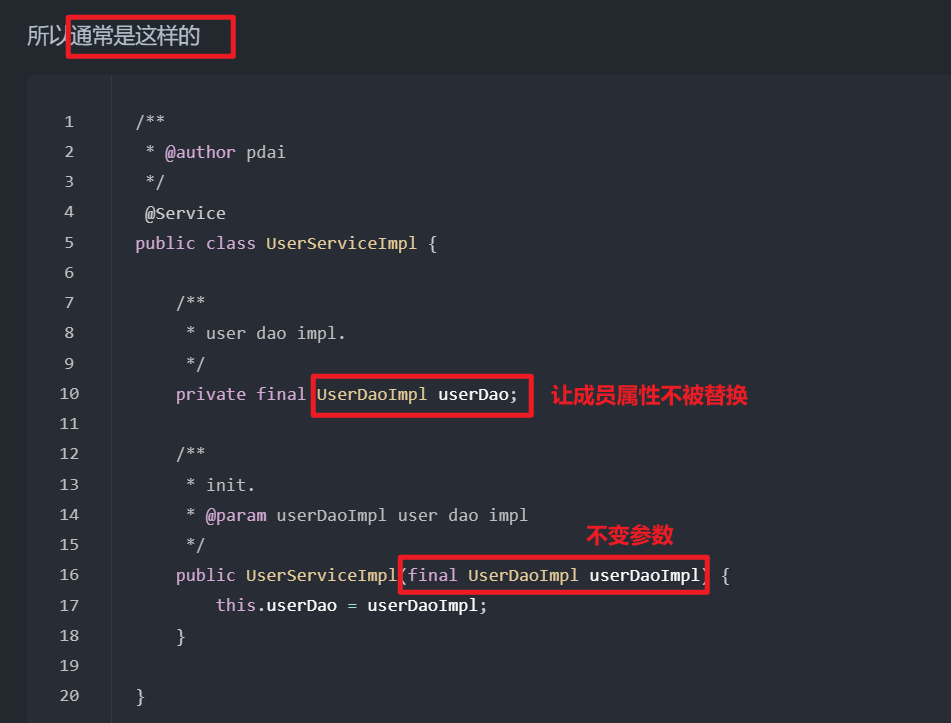 所以通常是这样的
1 /**
2  * @author pdai
3  */
4  @Service
5 public class UserServiceImpl {
6
7     /**
8      * user dao impl.
9      */
10     private final UserDaoImpl userDao; 让成员属性不被替换
11
12     /**
13      * init.
14      * @param userDaoImpl user dao impl
不变参数
15      */
16     public UserServiceImpl(final UserDaoImpl userDaoImpl) {
17         this.userDao = userDaoImpl;
18     }
19
20 }